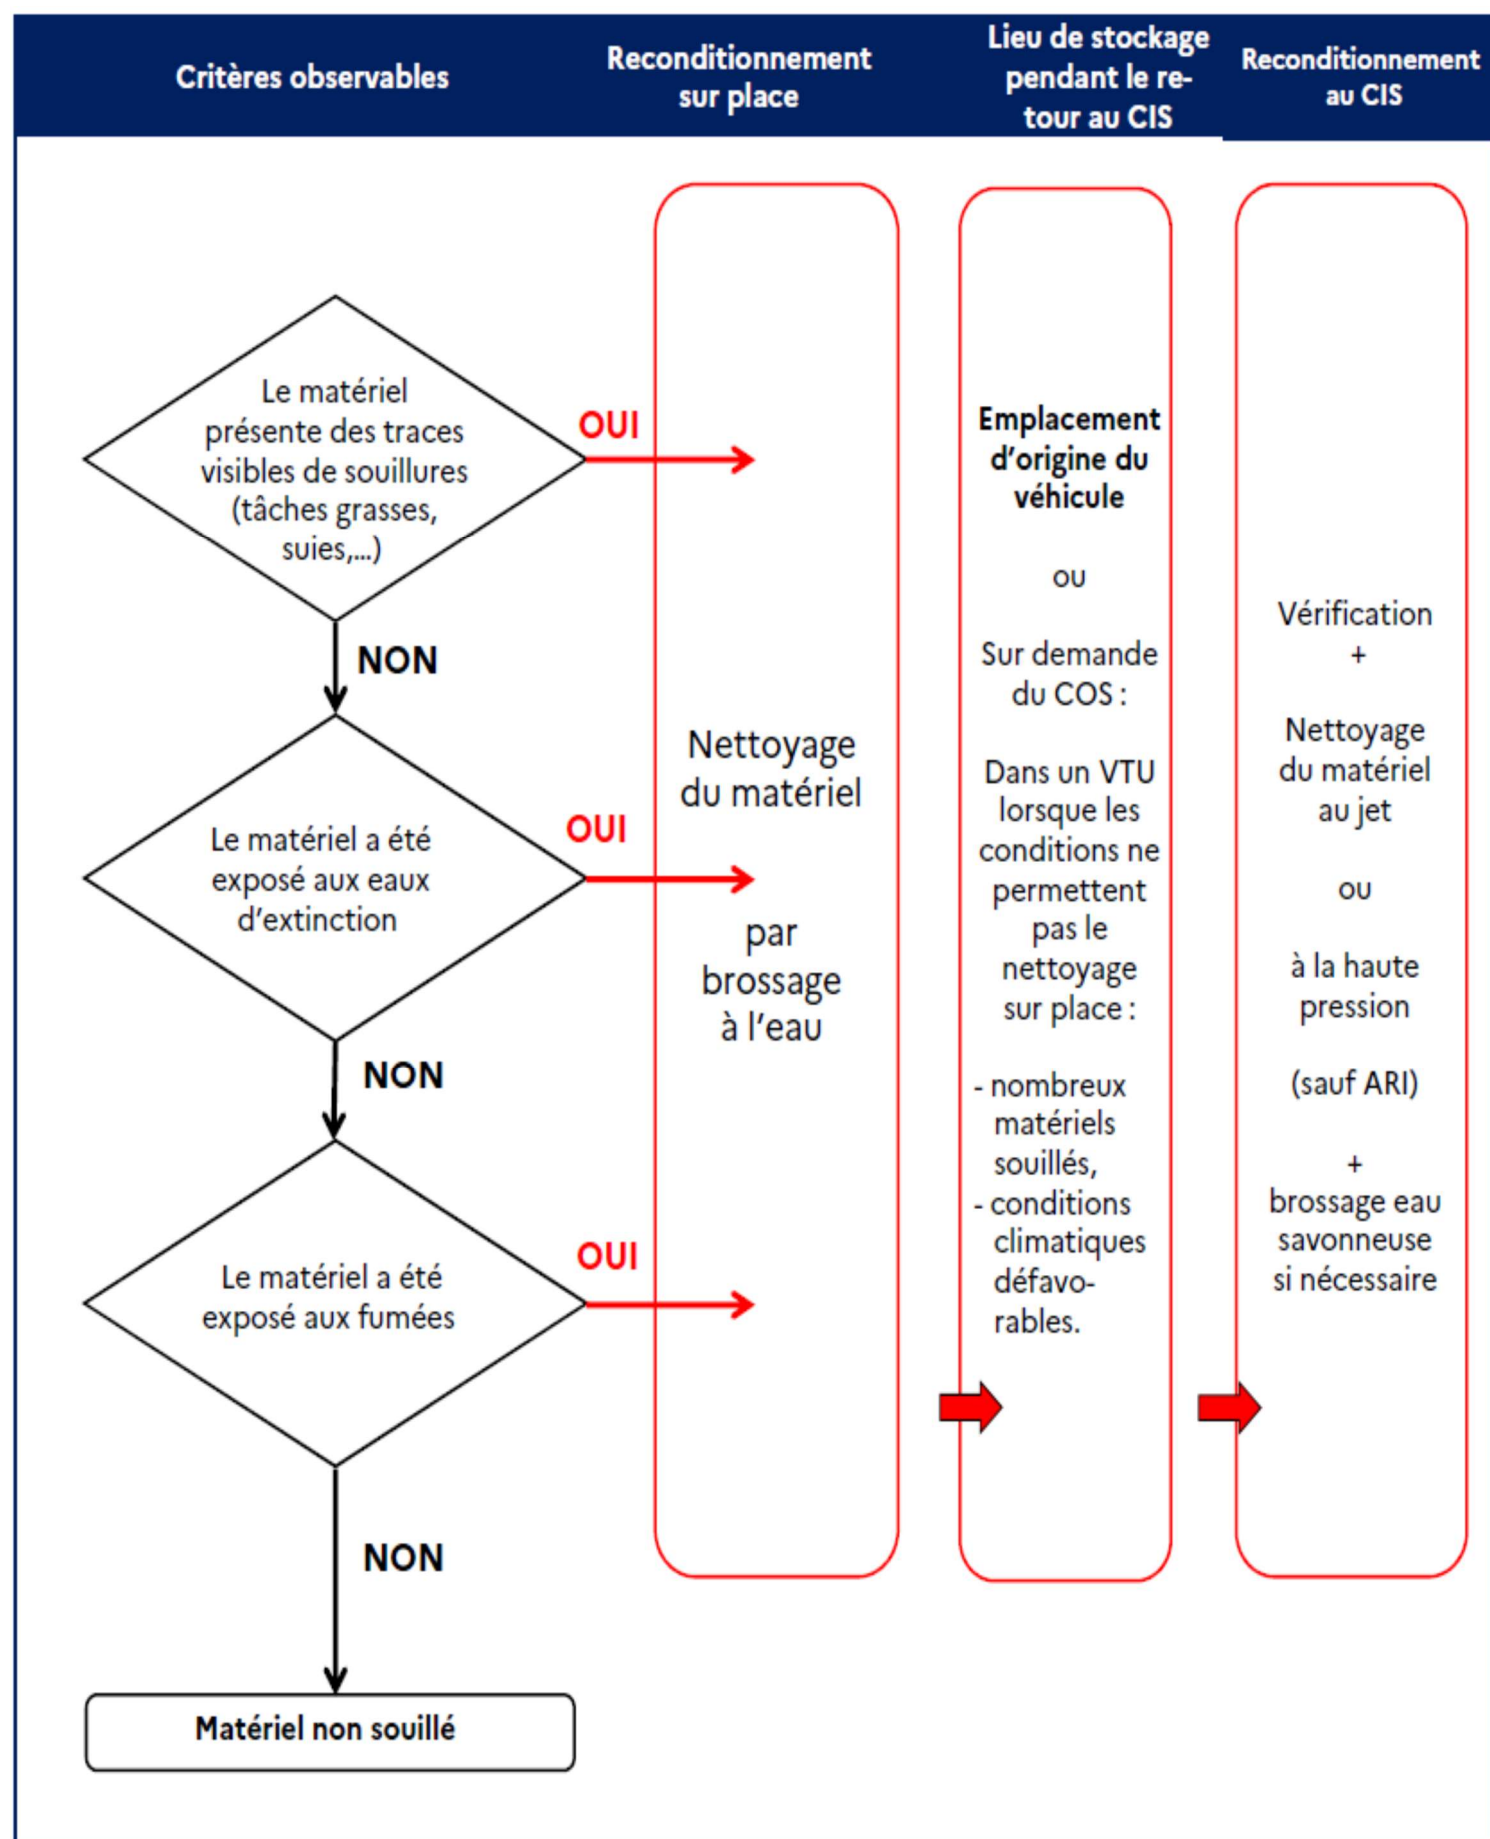 Critères observables
Reconditionnement
sur place
Lieu de stockage
pendant le re-
tour au CIS
Reconditionnement
au CIS
Le matériel
présente des traces
visibles de souillures
(tâches grasses,
suies,...)
OUI
NON
Le matériel a été
exposé aux eaux
d'extinction
OUI
NON
Le matériel a été
exposé aux fumées
OUI
NON
Matériel non souillé
Nettoyage
du matériel
par
brossage
à l'eau
Emplacement
d'origine du
véhicule
ou
Sur demande
du COS :
Dans un VTU
lorsque les
conditions ne
permettent
pas le
nettoyage
sur place :
- nombreux
matériels
souillés,
- conditions
climatiques
défavo-
rables.
Vérification
+
Nettoyage
du matériel
au jet
ou
à la haute
pression
(sauf ARI)
+
brossage eau
savonneuse
si nécessaire